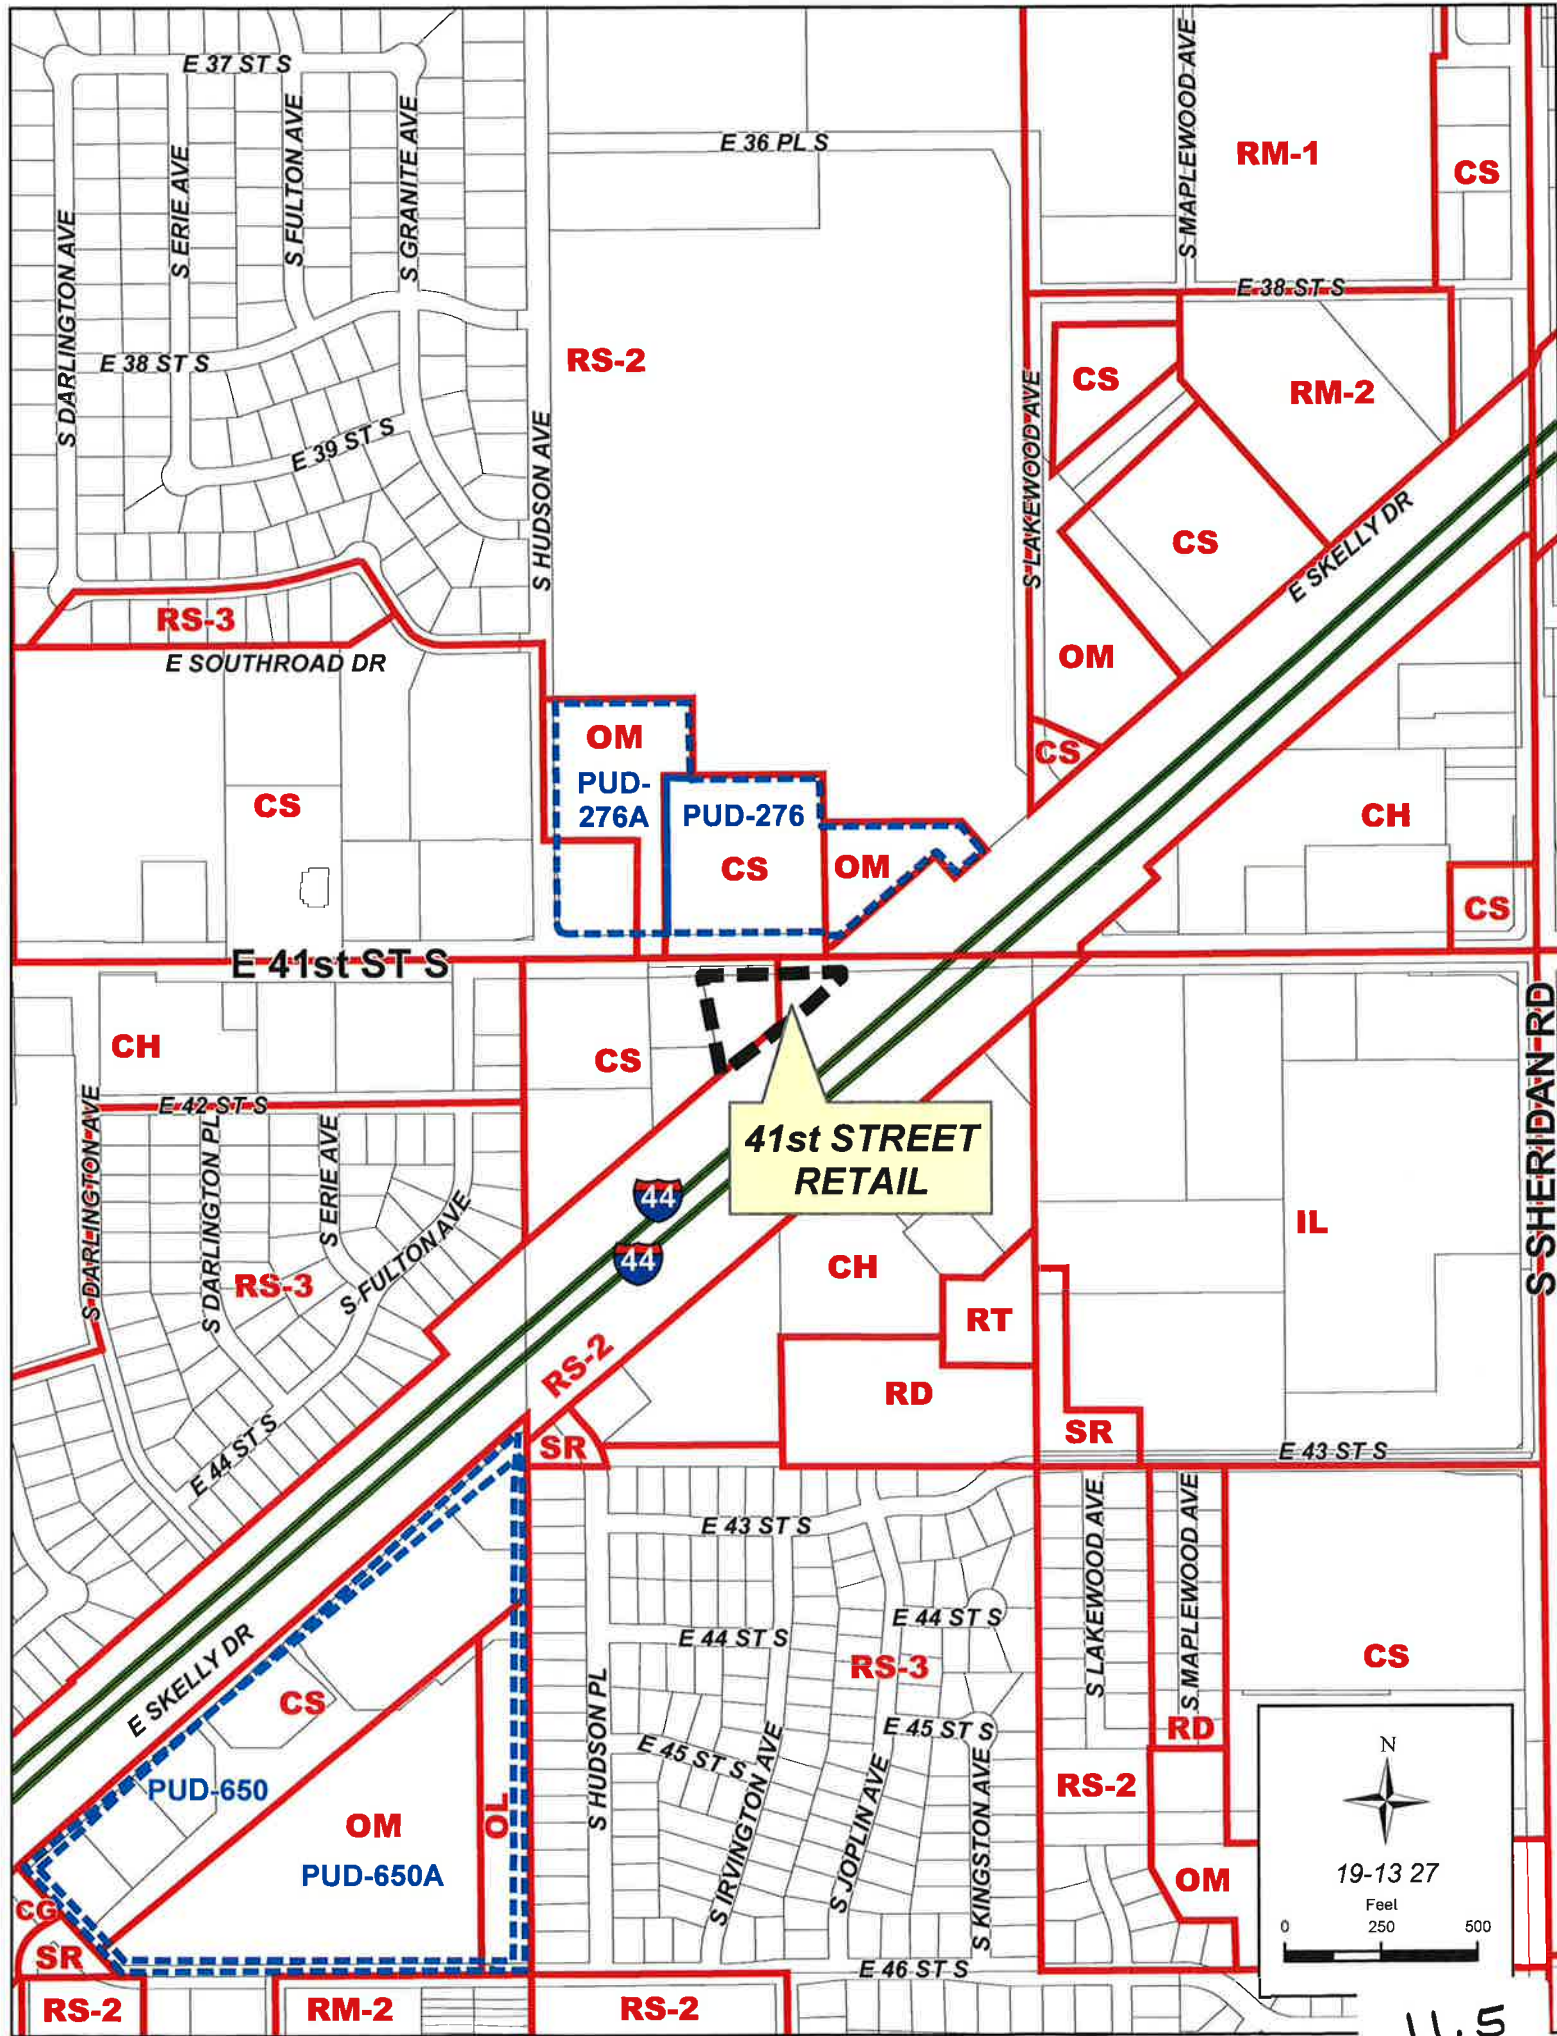 E 37 ST S
S MAPLEWOOD AVE
E 36 PL S
RM-1
CS
S FULTON AVE
S GRANITE AVE
S ERIE AVE
S DARLINGTON AVE
E 38 ST S
E 38 ST S
RS-2
CS
RM-2
S LAKEWOOD AVE
E 39 ST S
S HUDSON AVE
CS
E SKELLY DR
RS-3
E SOUTHROAD DR
OM
OM
CS
PUD-
276A
PUD-276
CS
CH
CS
OM
CS
E 41st ST S
CH
CS
S SHERIDAN RD
E 42 ST S
S DARLINGTON AVE
S DARLINGTON PL
S ERIE AVE
S FULTON AVE
41st STREET
RETAIL
44
44
RS-3
IL
CH
RT
RS-2
RD
SR
SR
E 44 ST S
E 43 ST S
E 43 ST S
S LAKEWOOD AVE
S MAPLEWOOD AVE
E 44 ST S
E 44 ST S
RS-3
CS
E SKELLY DR
CS
S HUDSON PL
E 45 ST S
E 45 ST S
RD
RS-2
PUD-650
OM
OL
PUD-650A
S IRVINGTON AVE
S JOPLIN AVE
S KINGSTON AVE
OM
N
19-13 27
Feet
0 250 500
CG
SR
E 46 ST S
RS-2
RM-2
RS-2
11.5